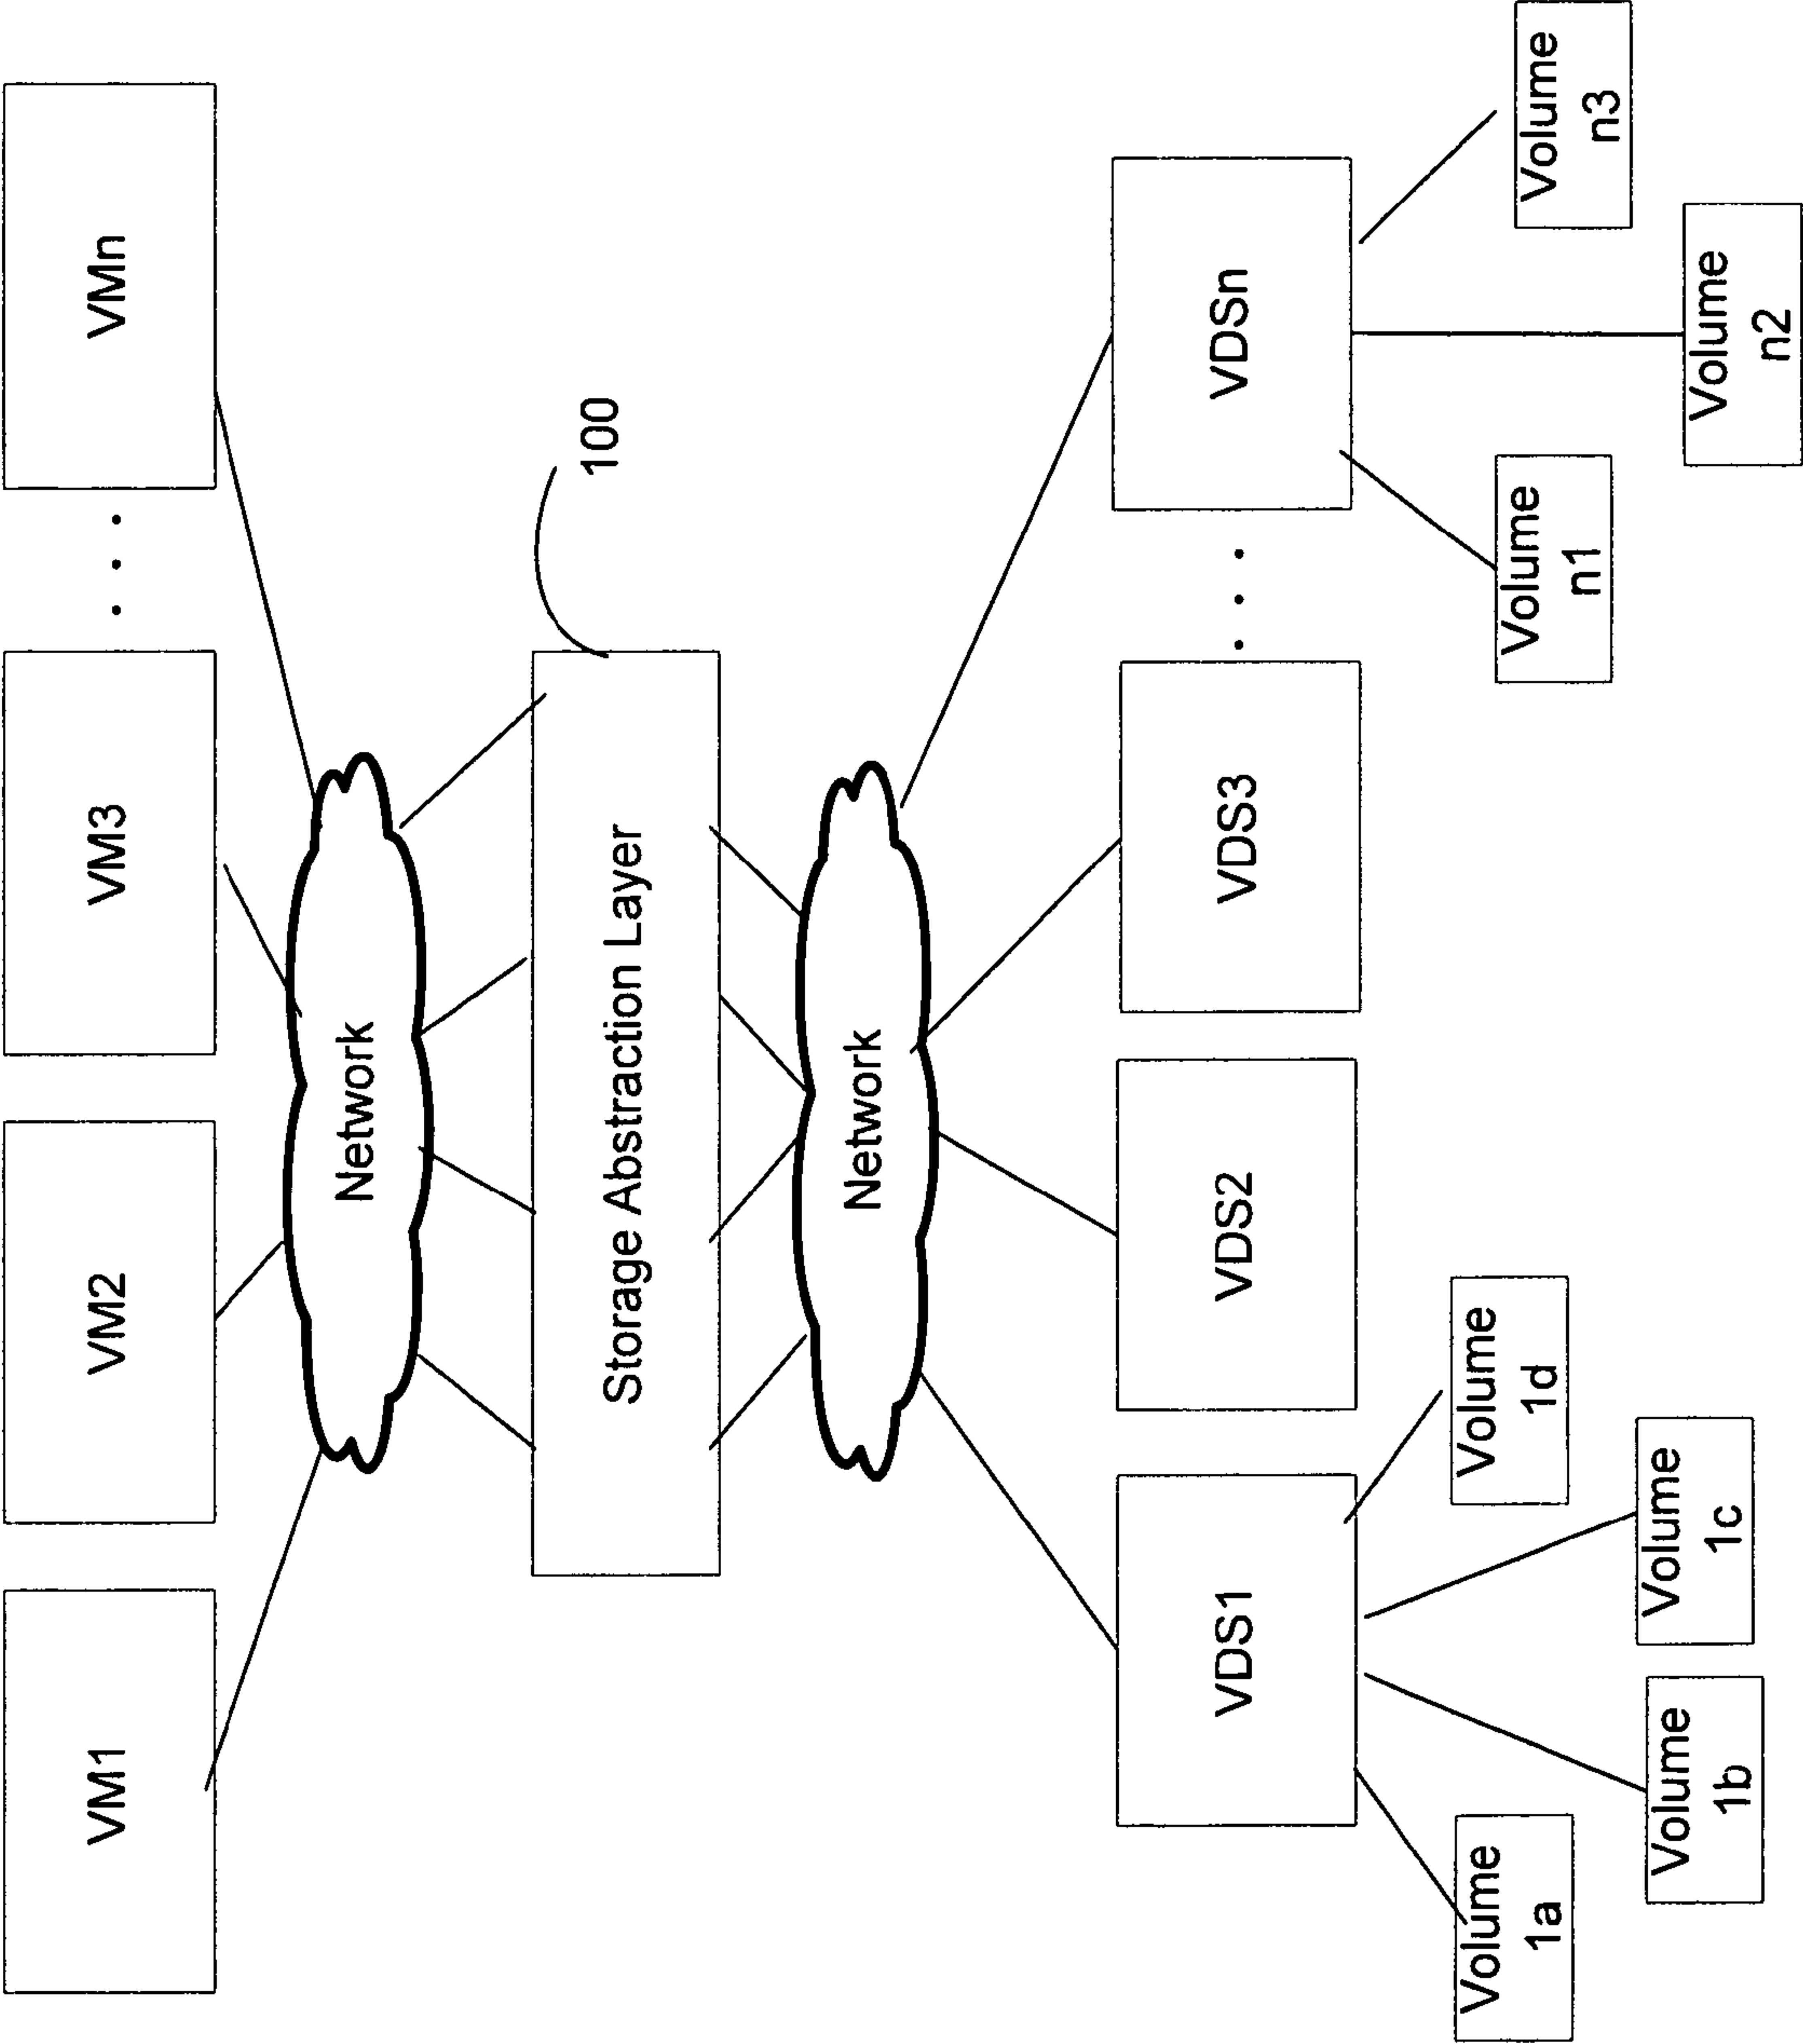 VM1
VM2
VM3
. . .
VMn
Network
100
Storage Abstraction Layer
Network
VDS1
VDS2
VDS3
. . .
VDSn
Volume
1a
Volume
1b
Volume
1c
Volume
1d
Volume
n1
Volume
n2
Volume
n3